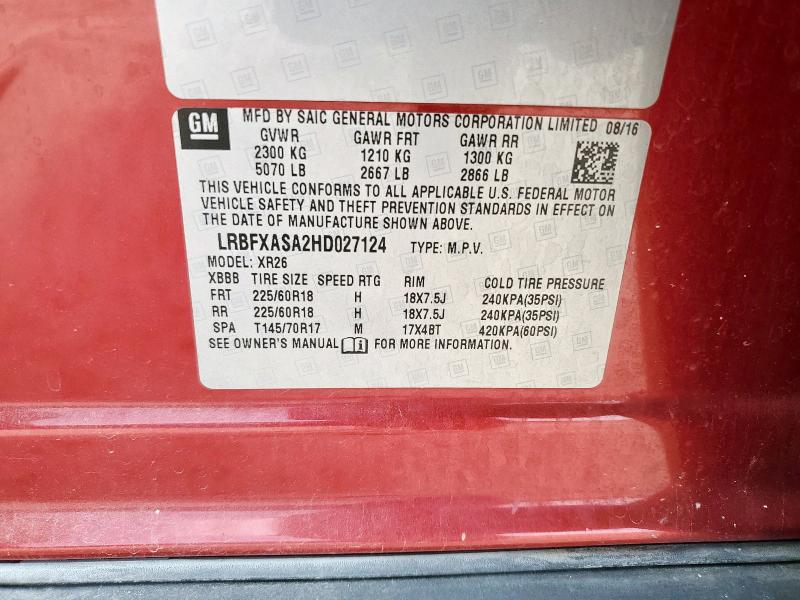 GM
MFD BY SAIC GENERAL MOTORS CORPORATION LIMITED 08/16
GVWR GAWR FRT GAWR RR
2300 KG 1210 KG 1300 KG
5070 LB 2667 LB 2866 LB
THIS VEHICLE CONFORMS TO ALL APPLICABLE U.S. FEDERAL MOTOR
VEHICLE SAFETY AND THEFT PREVENTION STANDARDS IN EFFECT ON
THE DATE OF MANUFACTURE SHOWN ABOVE.
LRBFXASA2HD027124 TYPE: M.P.V.
MODEL: XR26
XBBB TIRE SIZE SPEED RTG RIM COLD TIRE PRESSURE
FRT 225/60R18 H 18X7.5J 240KPA(35PSI)
RR 225/60R18 H 18X7.5J 240KPA(35PSI)
SPA T145/70R17 M 17X4BT 420KPA(60PSI)
SEE OWNER'S MANUAL FOR MORE INFORMATION.